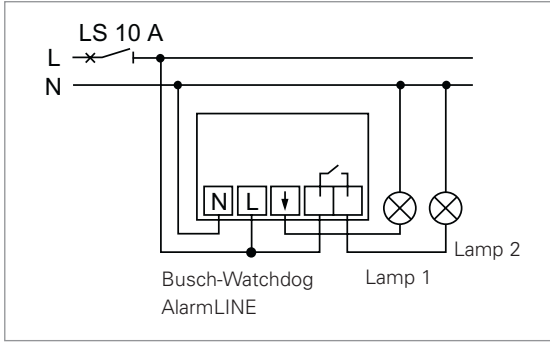 LS 10 A
L
N
N L
Lamp 2
Busch-Watchdog Lamp 1
AlarmLINE